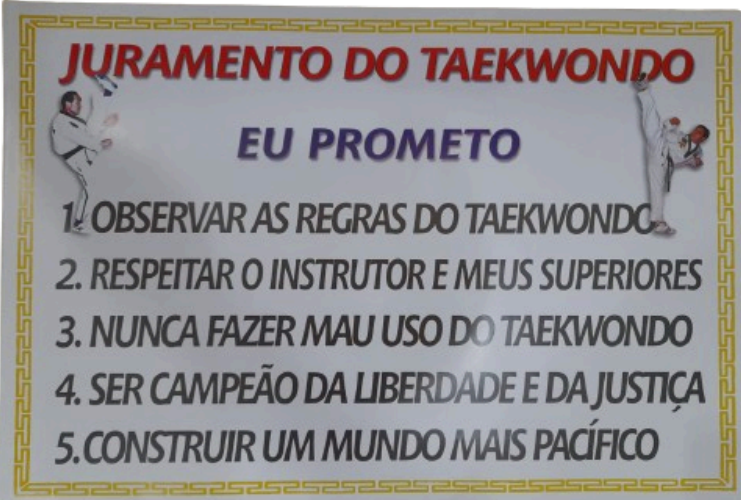 JURAMENTO DO TAEKWONDO
EU PROMETO
1. OBSERVAR AS REGRAS DO TAEKWONDO
2. RESPEITAR O INSTRUTOR E MEUS SUPERIORES
3. NUNCA FAZER MAU USO DO TAEKWONDO
4. SER CAMPEÃO DA LIBERDADE E DA JUSTIÇA
5. CONSTRUIR UM MUNDO MAIS PACÍFICO